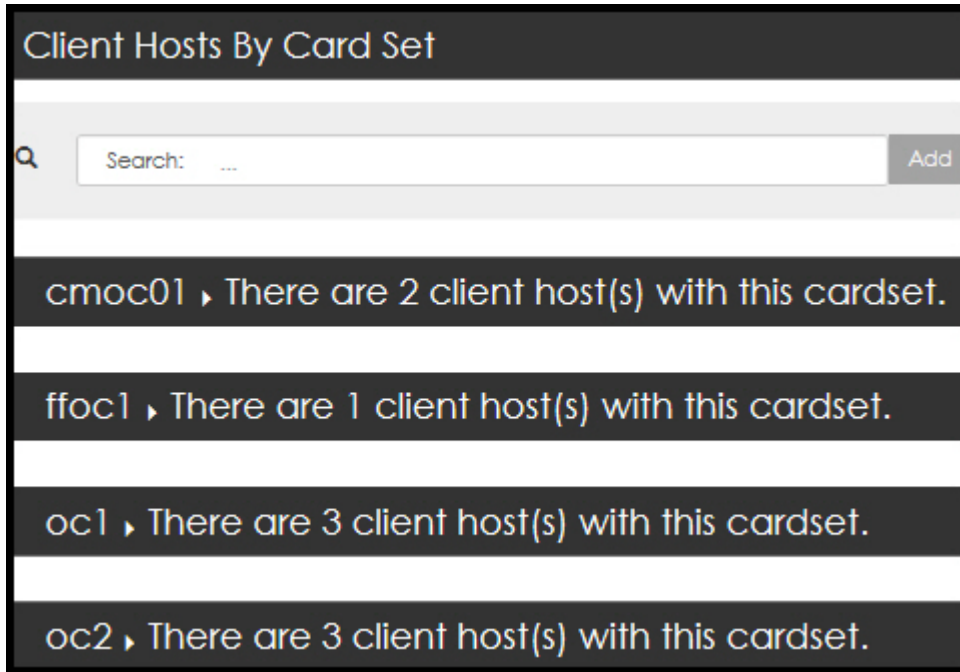 Client Hosts By Card Set
Search: ... Add
cmoc01 ▸ There are 2 client host(s) with this cardset.
ffoc1 ▸ There are 1 client host(s) with this cardset.
oc1 ▸ There are 3 client host(s) with this cardset.
oc2 ▸ There are 3 client host(s) with this cardset.